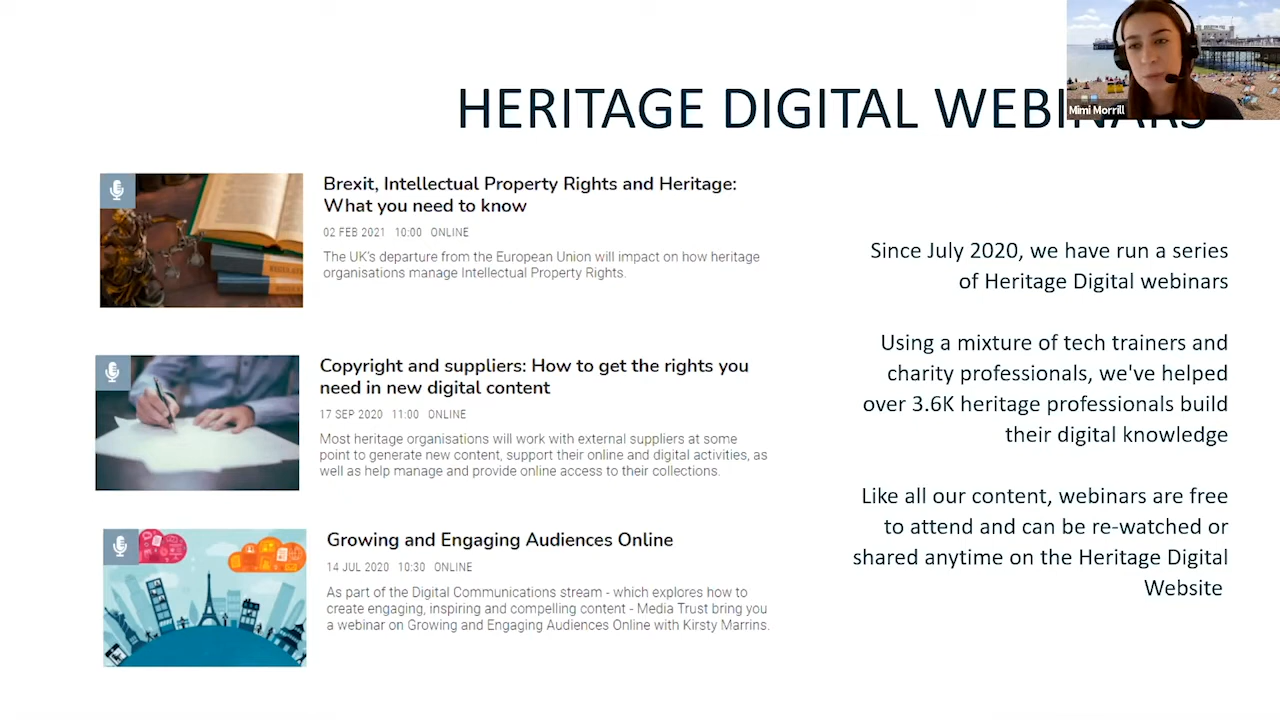 HERITAGE DIGITAL WEBINARS
Mimi Morrill
Brexit, Intellectual Property Rights and Heritage:
What you need to know
02 FEB 2021 10:00 ONLINE
The UK's departure from the European Union will impact on how heritage
organisations manage Intellectual Property Rights.
Copyright and suppliers: How to get the rights you
need in new digital content
17 SEP 2020 11:00 ONLINE
Most heritage organisations will work with external suppliers at some
point to generate new content, support their online and digital activities, as
well as help manage and provide online access to their collections.
Growing and Engaging Audiences Online
14 JUL 2020 10:30 ONLINE
As part of the Digital Communications stream - which explores how to
create engaging, inspiring and compelling content - Media Trust bring you
a webinar on Growing and Engaging Audiences Online with Kirsty Marrins.
Since July 2020, we have run a series
of Heritage Digital webinars
Using a mixture of tech trainers and
charity professionals, we've helped
over 3.6K heritage professionals build
their digital knowledge
Like all our content, webinars are free
to attend and can be re-watched or
shared anytime on the Heritage Digital
Website